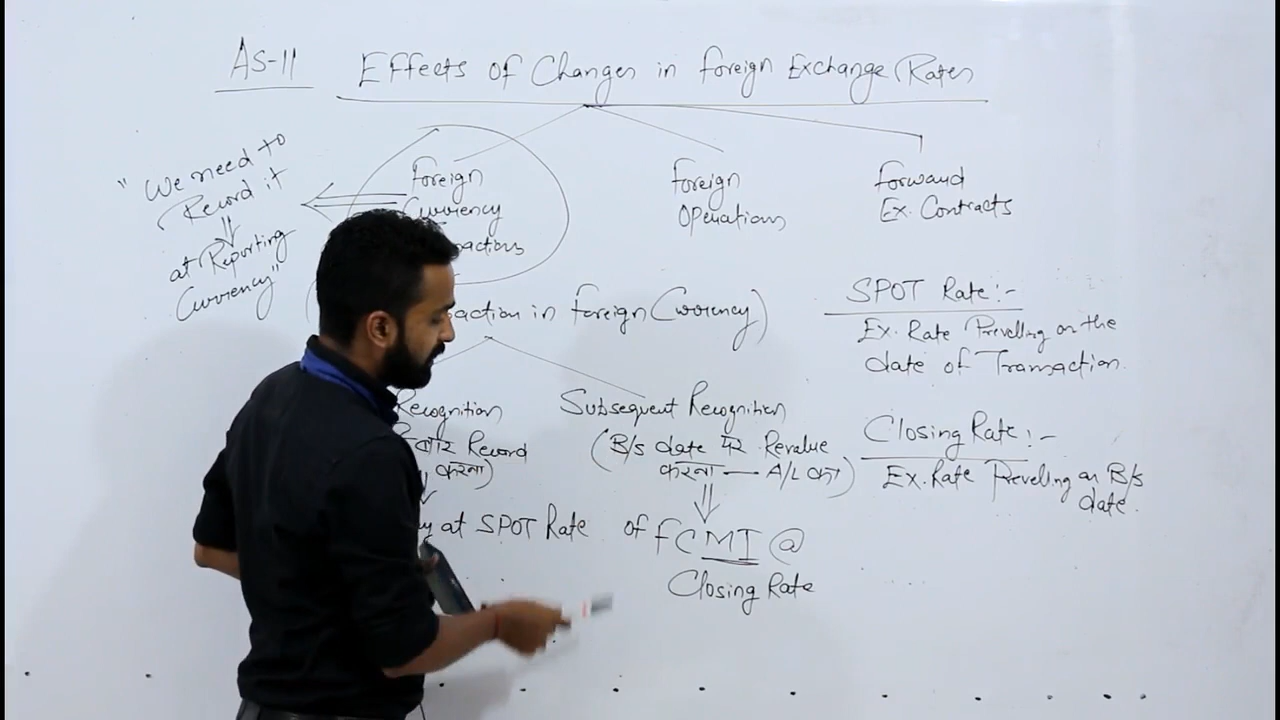 AS-11 Effects of Changes in Foreign Exchange Rates
"We need to
Record it
at Reporting
Currency"
Foreign
Currency
actions
Foreign
Operations
Forward
Ex. Contracts
action in Foreign Currency)
Recognition
बार Record
करना)
at SPOT Rate
Subsequent Recognition
(B/s date पर Revalue
करना — A/L का)
of FCMI @
Closing Rate
SPOT Rate:-
Ex. Rate Prevelling on the
date of Transaction.
Closing Rate:-
Ex. Rate Prevelling on B/s
date.